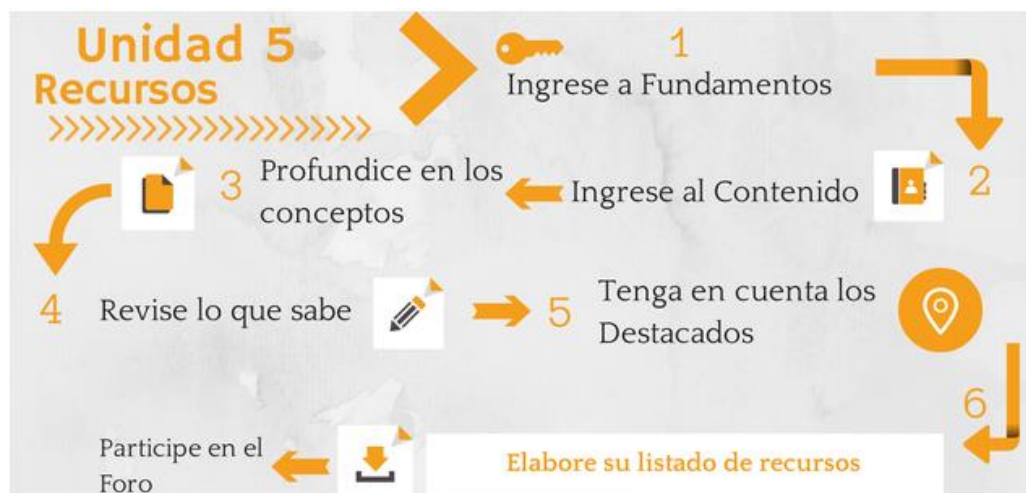 Unidad 5
Recursos
1
Ingrese a Fundamentos
2
Ingrese al Contenido
3
Profundice en los
conceptos
4
Revise lo que sabe
5
Tenga en cuenta los
Destacados
6
Elabore su listado de recursos
Participe en el
Foro